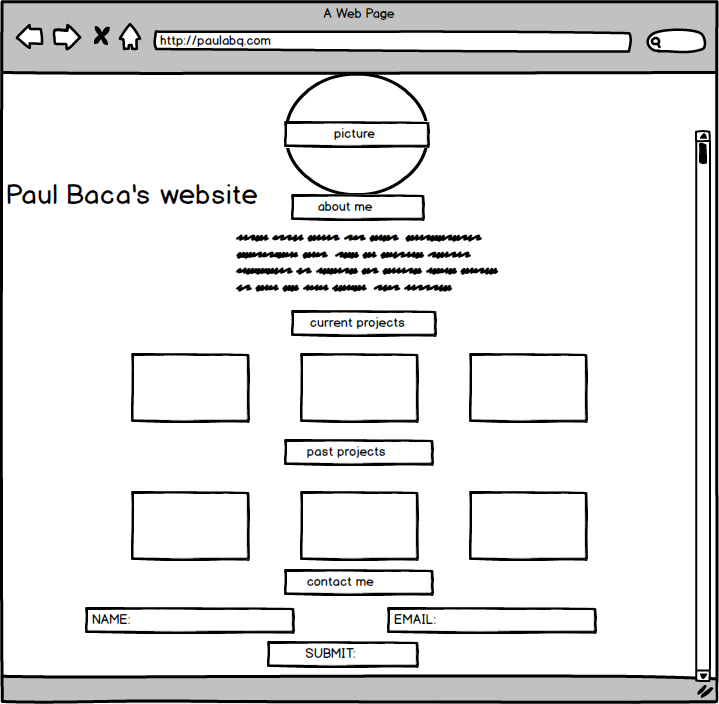 A Web Page
http://paulabq.com
picture
Paul Baca's website
about me
current projects
past projects
contact me
NAME:
EMAIL:
SUBMIT: